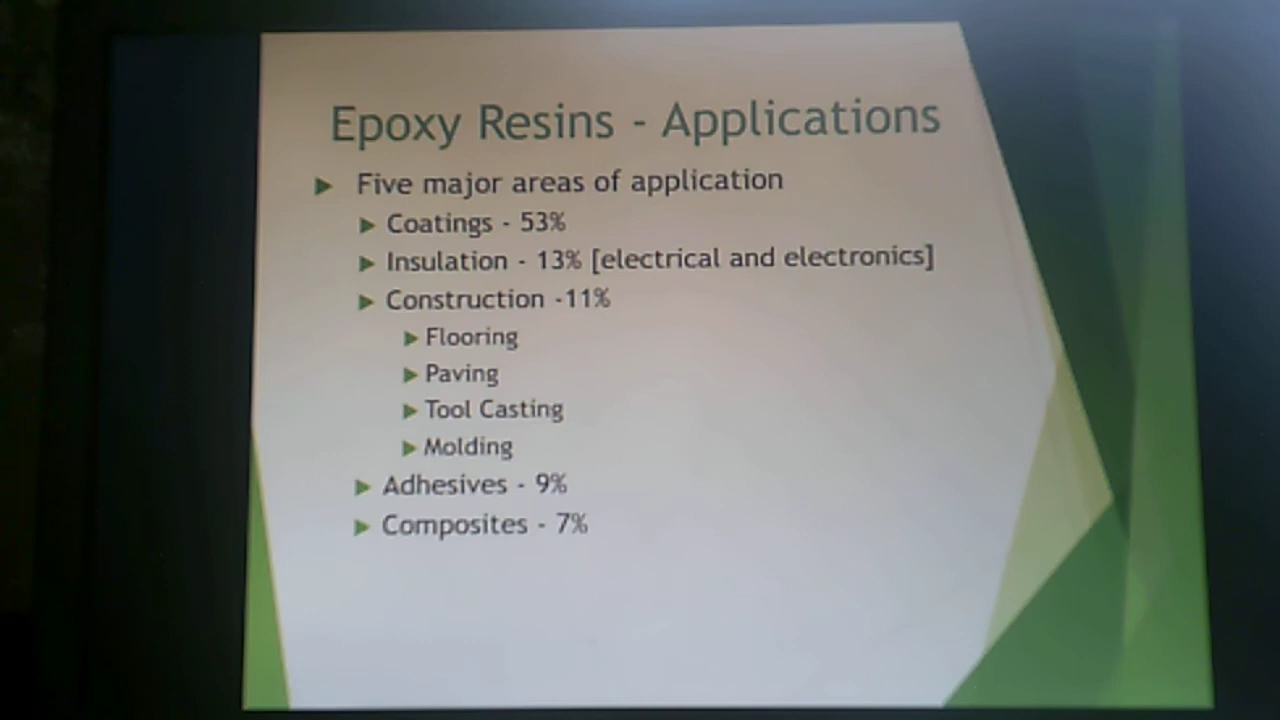 Epoxy Resins - Applications
Five major areas of application
Coatings - 53%
Insulation - 13% [electrical and electronics]
Construction -11%
Flooring
Paving
Tool Casting
Molding
Adhesives - 9%
Composites - 7%